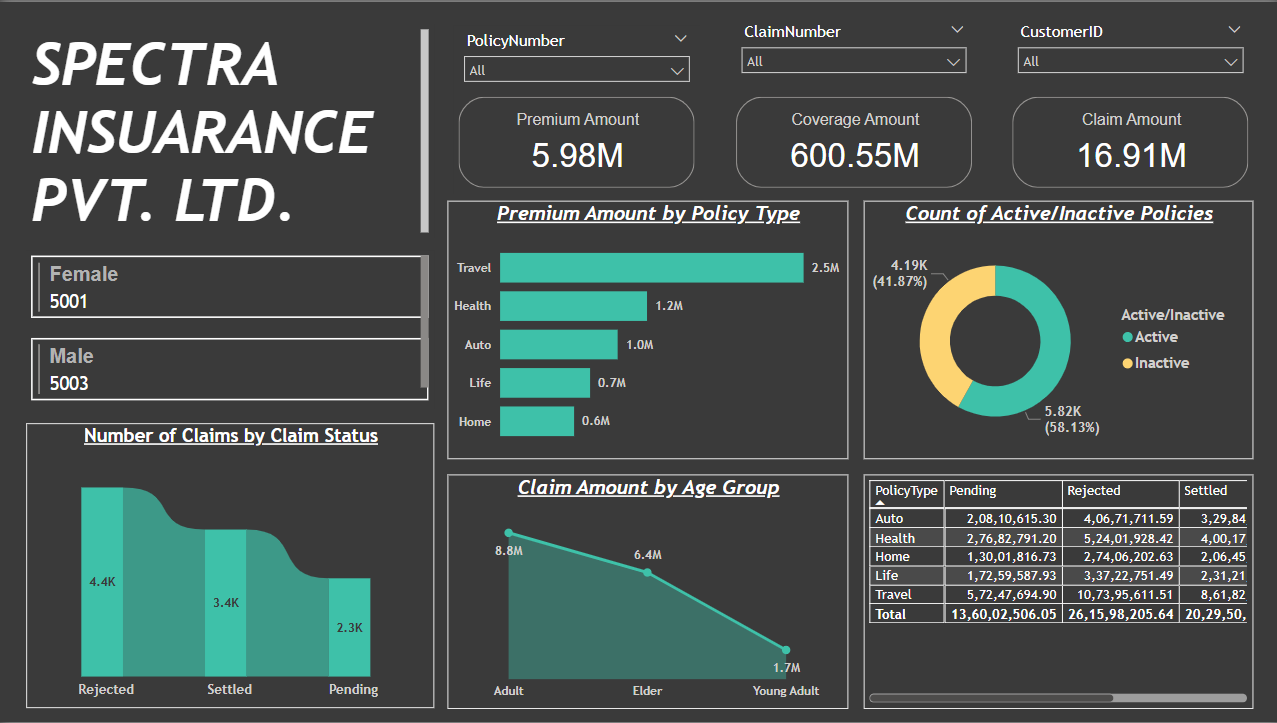 SPECTRA
INSUARANCE
PVT. LTD.
PolicyNumber
All
ClaimNumber
All
CustomerID
All
Premium Amount
5.98M
Coverage Amount
600.55M
Claim Amount
16.91M
Female
5001
Male
5003
Premium Amount by Policy Type
Travel 2.5M
Health 1.2M
Auto 1.0M
Life 0.7M
Home 0.6M
Count of Active/Inactive Policies
4.19K
(41.87%)
5.82K
(58.13%)
Active/Inactive
Active
Inactive
Number of Claims by Claim Status
4.4K
3.4K
2.3K
Rejected Settled Pending
Claim Amount by Age Group
8.8M
6.4M
1.7M
Adult Elder Young Adult
PolicyType Pending Rejected Settled
Auto 2,08,10,615.30 4,06,71,711.59 3,29,84
Health 2,76,82,791.20 5,24,01,928.42 4,00,17
Home 1,30,01,816.73 2,74,06,202.63 2,06,45
Life 1,72,59,587.93 3,37,22,751.49 2,31,21
Travel 5,72,47,694.90 10,73,95,611.51 8,61,82
Total 13,60,02,506.05 26,15,98,205.64 20,29,50,